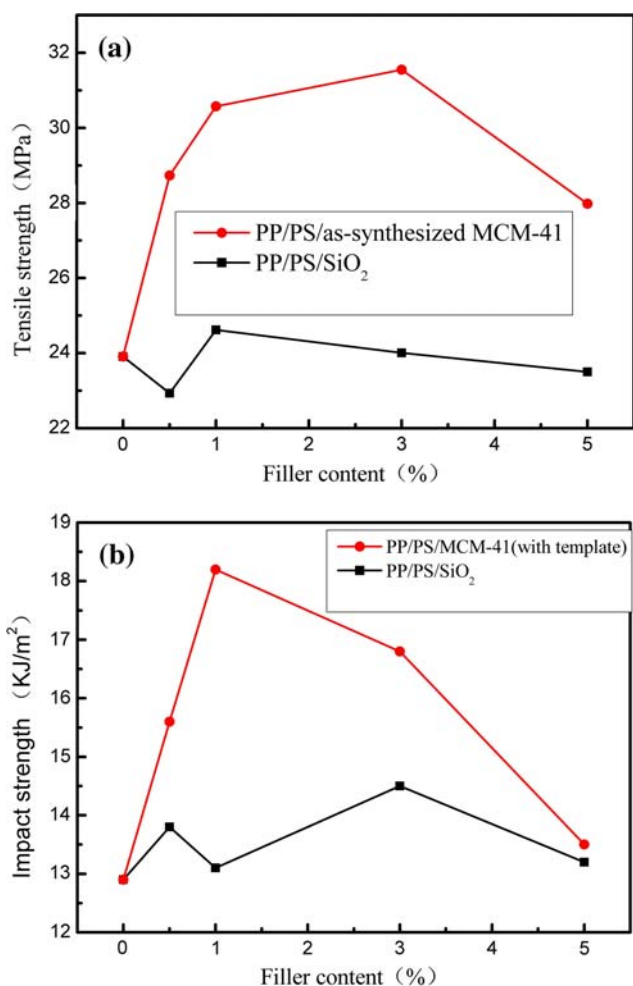 (a)
32
30
28
26
24
22
Tensile strength（MPa）
PP/PS/as-synthesized MCM-41
PP/PS/SiO₂
0 1 2 3 4 5
Filler content（%）
(b)
19
18
17
16
15
14
13
12
Impact strength （KJ/m²）
PP/PS/MCM-41(with template)
PP/PS/SiO₂
0 1 2 3 4 5
Filler content（%）